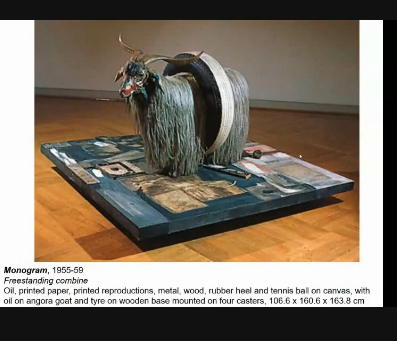 Monogram, 1955-59
Freestanding combine
Oil, printed paper, printed reproductions, metal, wood, rubber heel and tennis ball on canvas, with
oil on angora goat and tyre on wooden base mounted on four casters, 106.6 x 160.6 x 163.8 cm